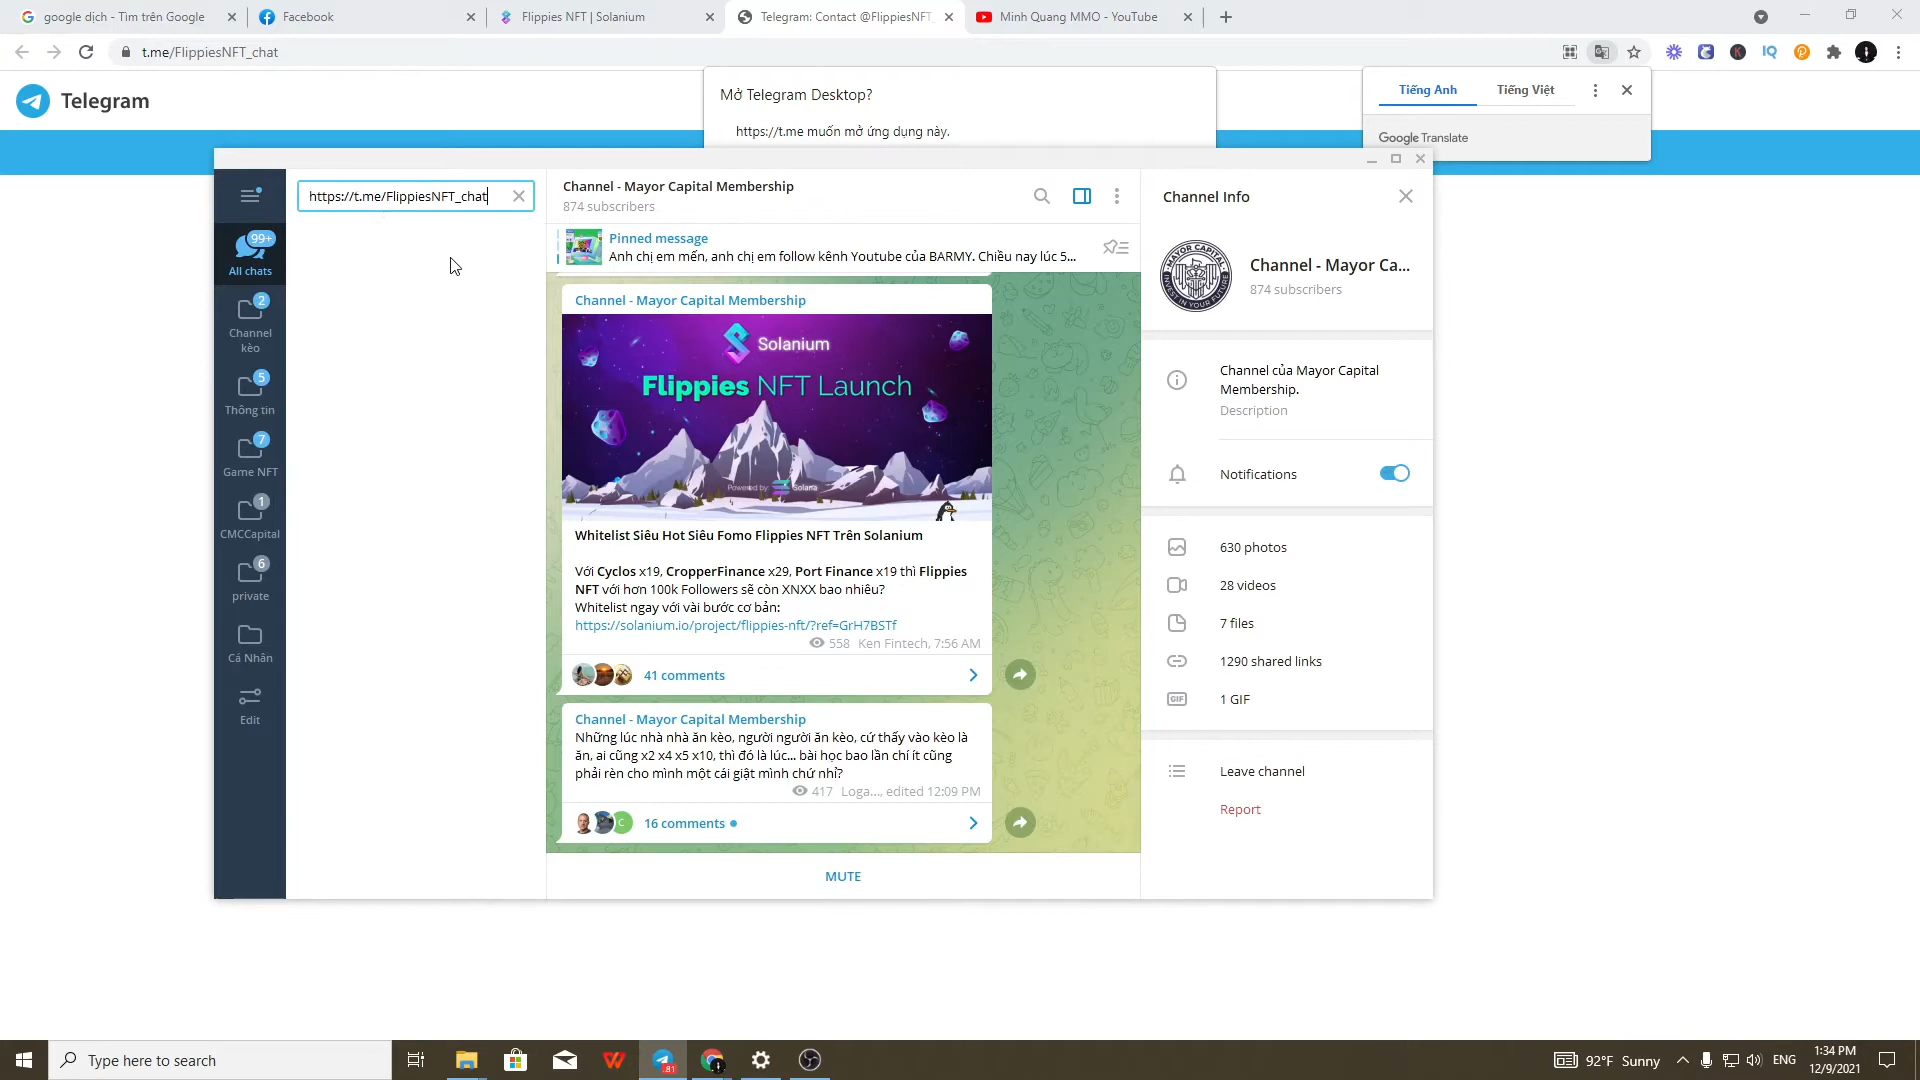 google dịch - Tìm trên Google
Facebook
Flippies NFT | Solanium
Telegram: Contact @FlippiesNFT_
Minh Quang MMO - YouTube
t.me/FlippiesNFT_chat
Telegram
Mở Telegram Desktop?
https://t.me muốn mở ứng dụng này.
Tiếng Anh
Tiếng Việt
Google Translate
https://t.me/FlippiesNFT_chat
99+
All chats
2
Channel
kèo
5
Thông tin
7
Game NFT
1
CMCCapital
6
private
Cá Nhân
Edit
Channel - Mayor Capital Membership
874 subscribers
Pinned message
Anh chị em mến, anh chị em follow kênh Youtube của BARMY. Chiều nay lúc 5...
Channel - Mayor Capital Membership
Solanium
Flippies NFT Launch
Powered by: Solana
Whitelist Siêu Hot Siêu Fomo Flippies NFT Trên Solanium
Với Cyclos x19, CropperFinance x29, Port Finance x19 thì Flippies
NFT với hơn 100k Followers sẽ còn XNXX bao nhiêu?
Whitelist ngay với vài bước cơ bản:
https://solanium.io/project/flippies-nft/?ref=GrH7BSTf
558 Ken Fintech, 7:56 AM
41 comments
Channel - Mayor Capital Membership
Những lúc nhà nhà ăn kèo, người người ăn kèo, cứ thấy vào kèo là
ăn, ai cũng x2 x4 x5 x10, thì đó là lúc... bài học bao lần chí ít cũng
phải rèn cho mình một cái giật mình chứ nhỉ?
417 Loga..., edited 12:09 PM
C
16 comments
MUTE
Channel Info
MAYOR CAPITAL
INVEST IN YOUR FUTURE
Channel - Mayor Ca...
874 subscribers
Channel của Mayor Capital
Membership.
Description
Notifications
630 photos
28 videos
7 files
1290 shared links
GIF
1 GIF
Leave channel
Report
Type here to search
81
92°F Sunny
ENG
1:34 PM
12/9/2021